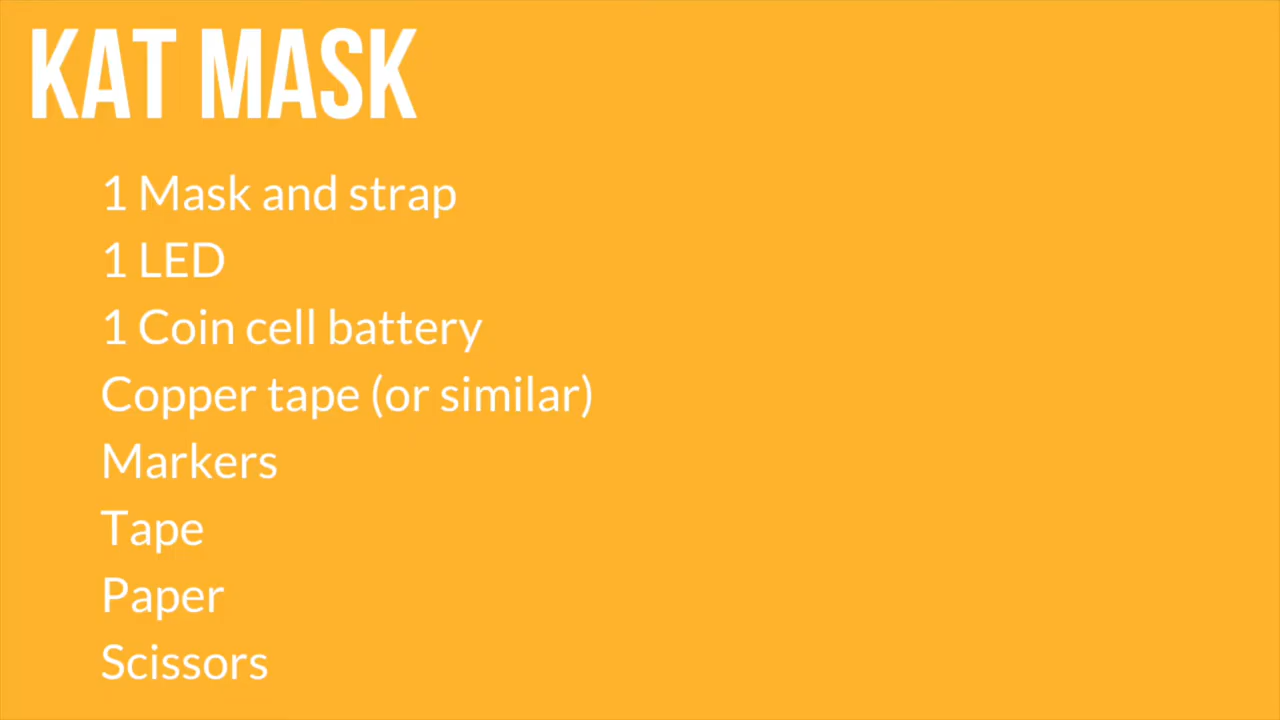 KAT MASK
1 Mask and strap
1 LED
1 Coin cell battery
Copper tape (or similar)
Markers
Tape
Paper
Scissors